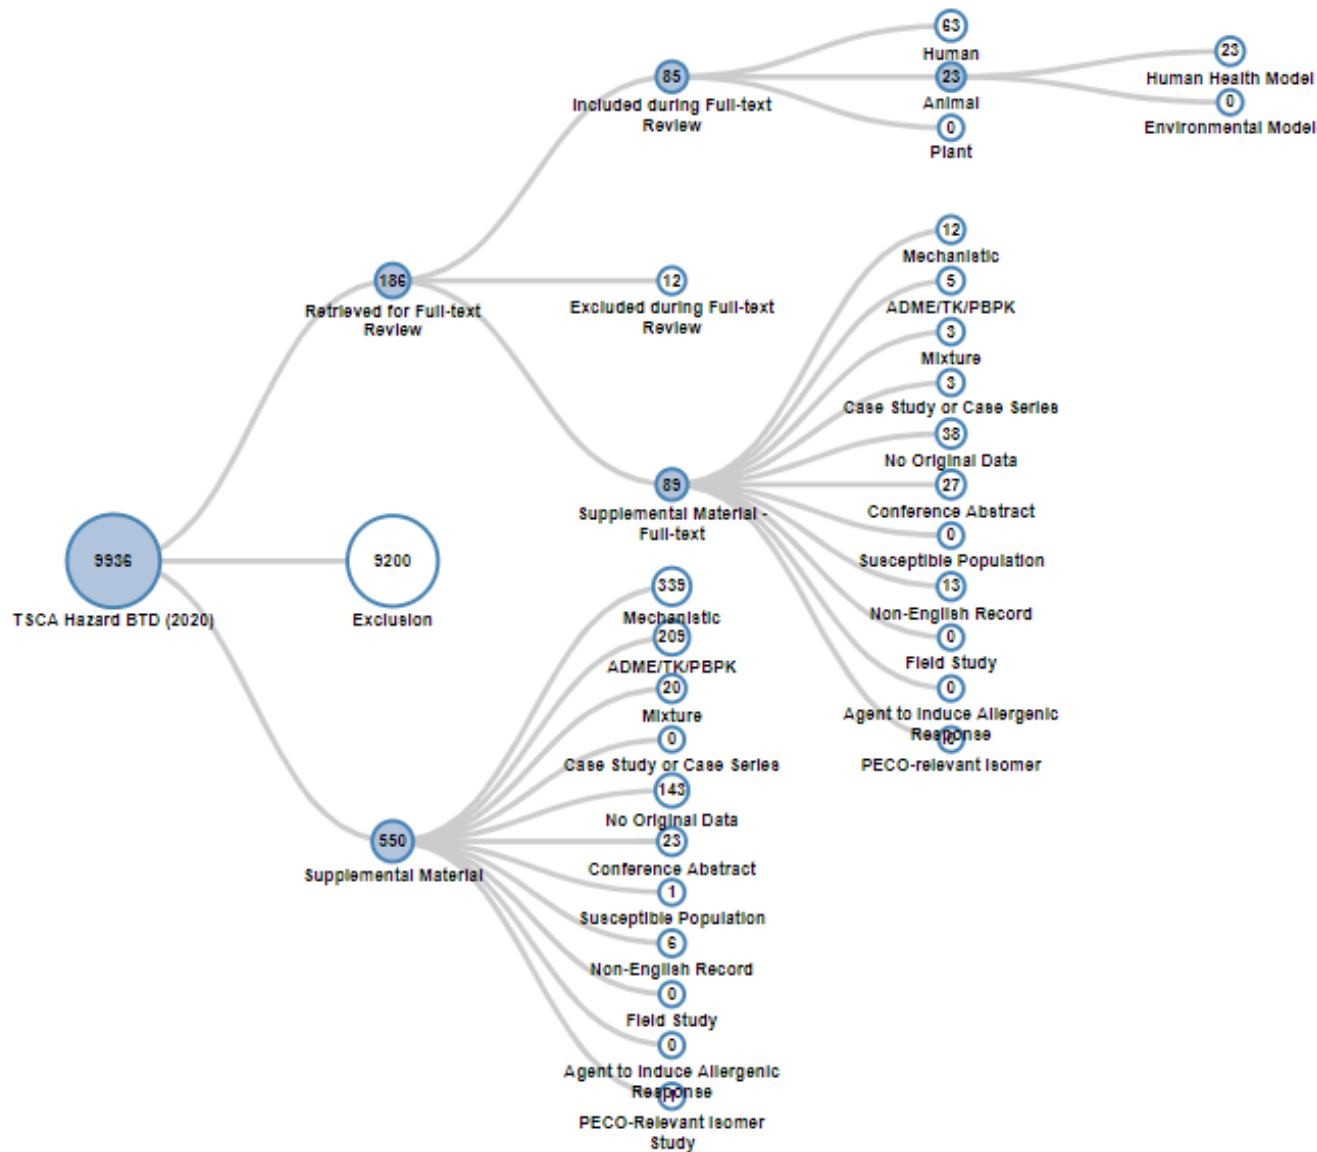 63
Human
23
Human Health Model
85
Included during Full-text
Review
23
Animal
0
Environmental Model
0
Plant
12
Mechanistic
186
Retrieved for Full-text
Review
12
Excluded during Full-text
Review
5
ADME/TK/PBPK
3
Mixture
3
Case Study or Case Series
38
No Original Data
89
Supplemental Material -
Full-text
27
Conference Abstract
0
Susceptible Population
13
Non-English Record
0
Field Study
0
Agent to Induce Allergenic
Response
PECO-relevant Isomer
9936
TSCA Hazard BTD (2020)
9200
Exclusion
339
Mechanistic
209
ADME/TK/PBPK
20
Mixture
0
Case Study or Case Series
143
No Original Data
550
Supplemental Material
23
Conference Abstract
1
Susceptible Population
6
Non-English Record
0
Field Study
0
Agent to Induce Allergenic
Response
PECO-Relevant Isomer
Study